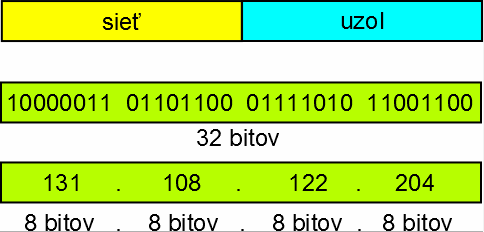 sieť uzol
10000011 01101100 01111010 11001100
32 bitov
131 . 108 . 122 . 204
8 bitov . 8 bitov . 8 bitov . 8 bitov